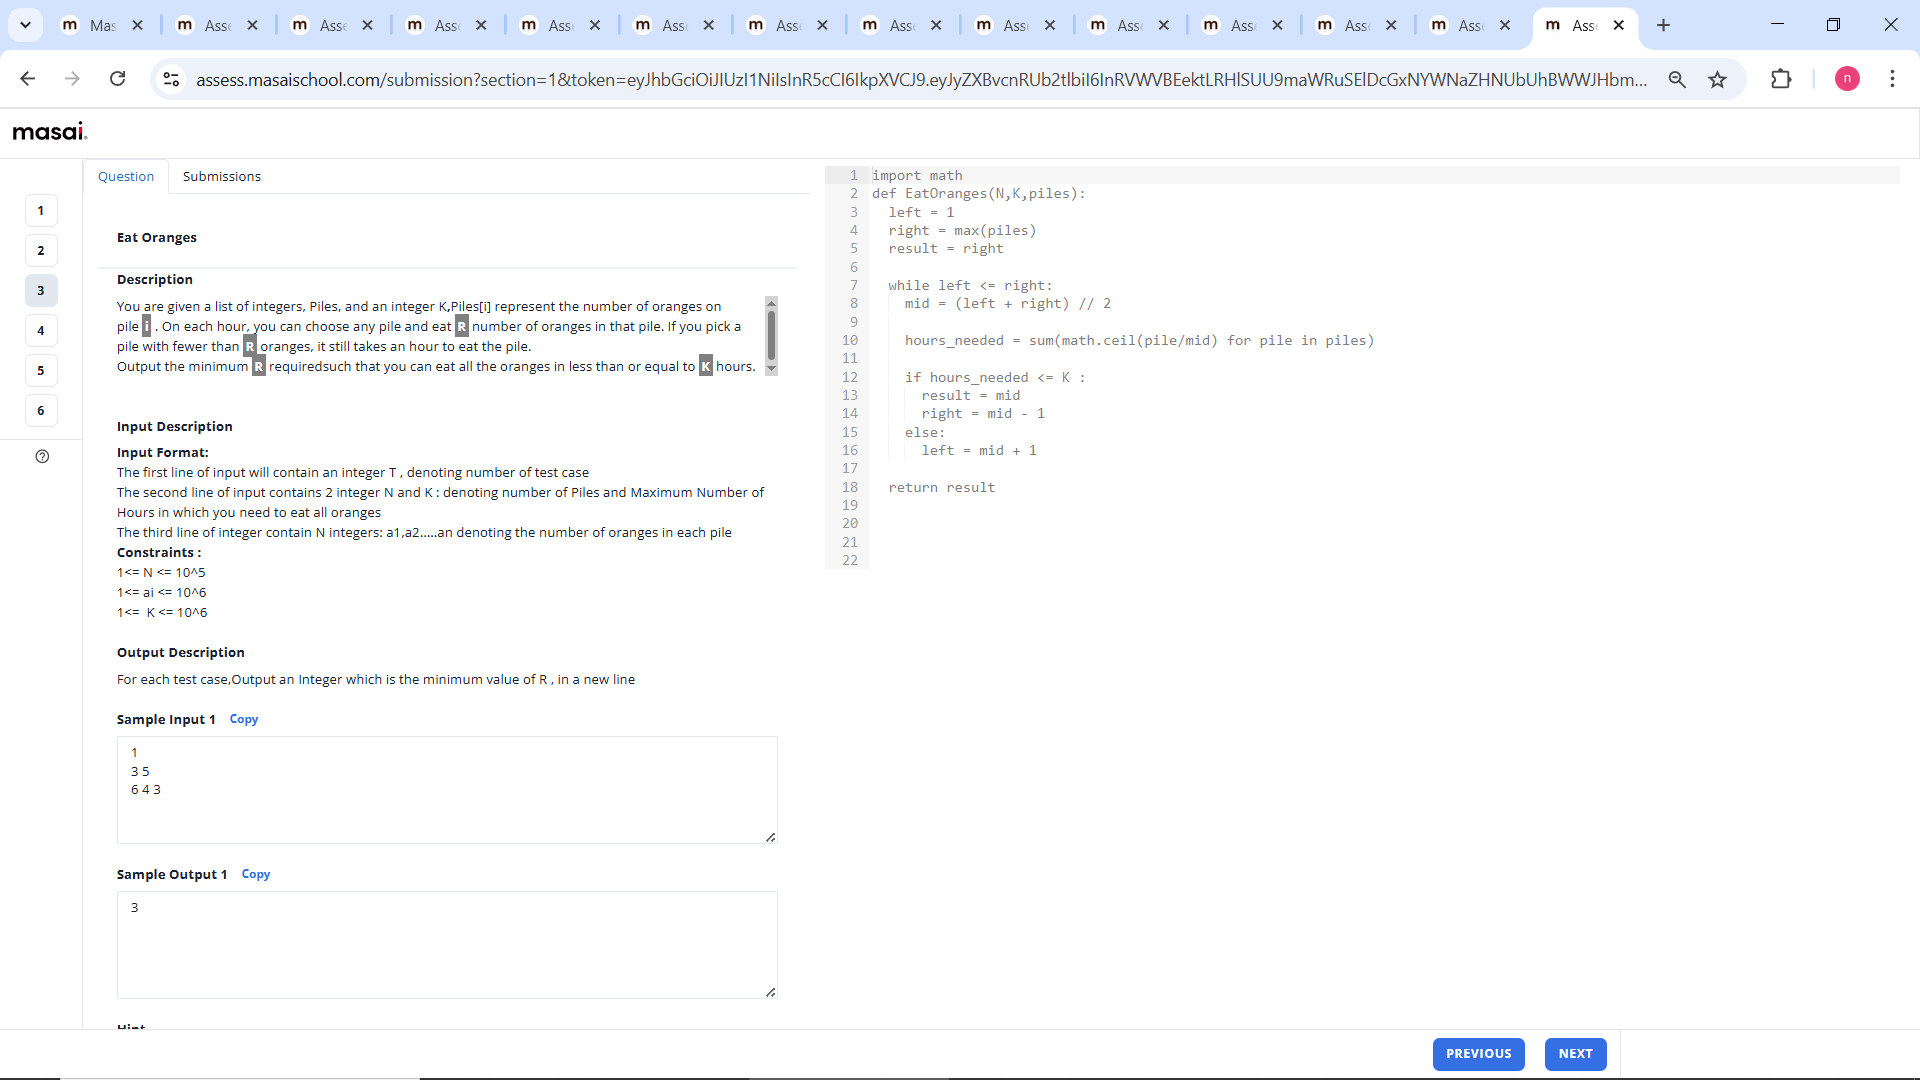 Mas
Ass
Ass
Ass
Ass
Ass
Ass
Ass
Ass
Ass
Ass
Ass
Ass
Ass
n
masai.
Question
Submissions
1
2
3
4
5
6
Eat Oranges
Description
You are given a list of integers, Piles, and an integer K,Piles[i] represent the number of oranges on
pile i . On each hour, you can choose any pile and eat R number of oranges in that pile. If you pick a
pile with fewer than R oranges, it still takes an hour to eat the pile.
Output the minimum R requiredsuch that you can eat all the oranges in less than or equal to K hours.
Input Description
Input Format:
The first line of input will contain an integer T , denoting number of test case
The second line of input contains 2 integer N and K : denoting number of Piles and Maximum Number of
Hours in which you need to eat all oranges
The third line of integer contain N integers: a1,a2.....an denoting the number of oranges in each pile
Constraints :
1<= N <= 10^5
1<= ai <= 10^6
1<=  K <= 10^6
Output Description
For each test case,Output an Integer which is the minimum value of R , in a new line
Sample Input 1 Copy
1
3 5
6 4 3
Sample Output 1 Copy
3
Hint
1 import math
2 def EatOranges(N,K,piles):
3   left = 1
4   right = max(piles)
5   result = right
6
7   while left <= right:
8     mid = (left + right) // 2
9
10     hours_needed = sum(math.ceil(pile/mid) for pile in piles)
11
12     if hours_needed <= K :
13       result = mid
14       right = mid - 1
15     else:
16       left = mid + 1
17
18   return result
19
20
21
22
PREVIOUS
NEXT